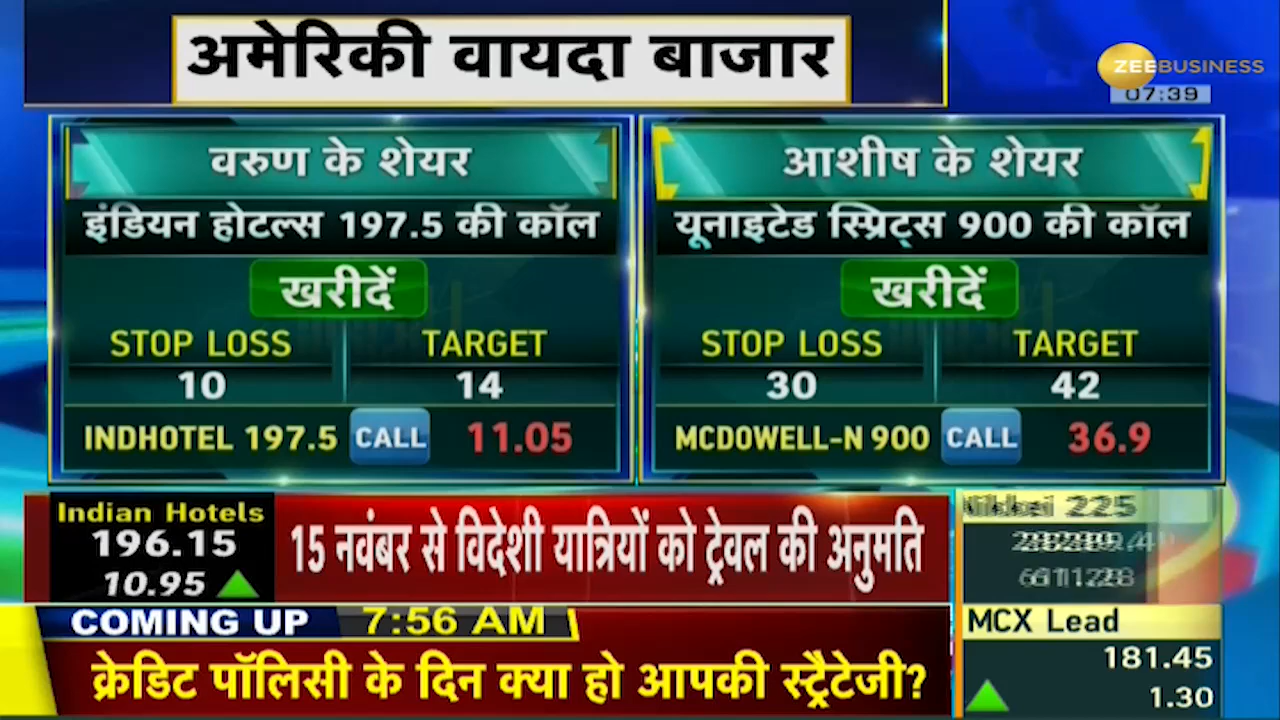 अमेरिकी वायदा बाजार
ZEEBUSINESS
07:39
वरुण के शेयर
इंडियन होटल्स 197.5 की कॉल
खरीदें
STOP LOSS TARGET
10 14
INDHOTEL 197.5 CALL 11.05
आशीष के शेयर
यूनाइटेड स्प्रिट्स 900 की कॉल
खरीदें
STOP LOSS TARGET
30 42
MCDOWELL-N 900 CALL 36.9
Indian Hotels
196.15
10.95
15 नवंबर से विदेशी यात्रियों को ट्रेवल की अनुमति
Nikkei 225
COMING UP 7:56 AM
क्रेडिट पॉलिसी के दिन क्या हो आपकी स्ट्रैटेजी?
MCX Lead
181.45
1.30